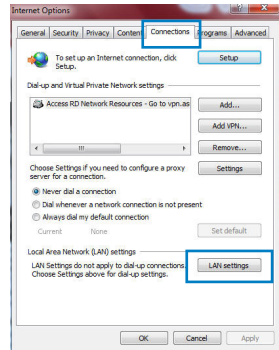 Internet Options
General Security Privacy Content Connections Programs Advanced
To set up an Internet connection, click
Setup.
Setup
Dial-up and Virtual Private Network settings
Access RD Network Resources - Go to vpn.as
Add...
Add VPN...
Remove...
Choose Settings if you need to configure a proxy
server for a connection.
Settings
Never dial a connection
Dial whenever a network connection is not present
Always dial my default connection
Current None
Set default
Local Area Network (LAN) settings
LAN Settings do not apply to dial-up connections.
Choose Settings above for dial-up settings.
LAN settings
OK Cancel Apply